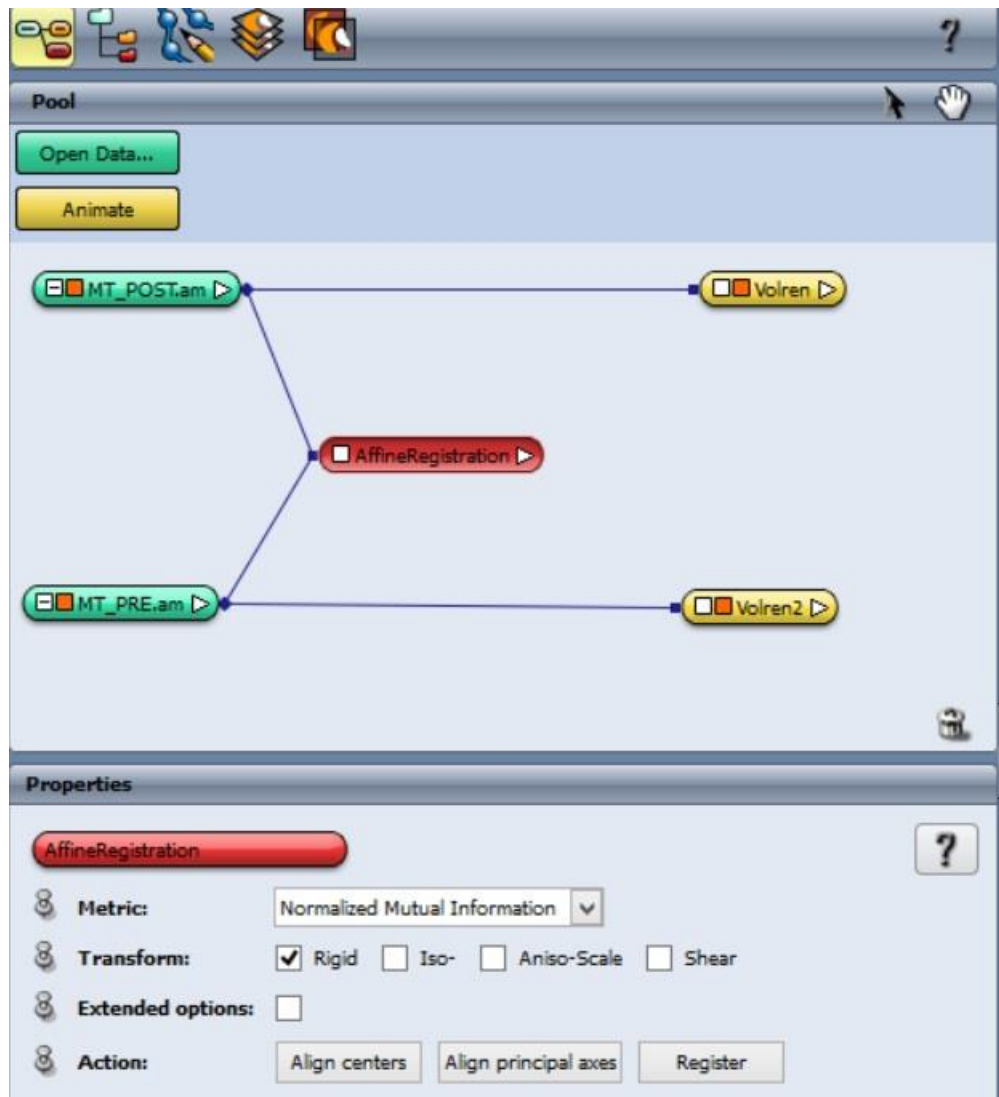 ?
Pool
Open Data...
Animate
MT_POST.am
Volren
AffineRegistration
MT_PRE.am
Volren2
Properties
AffineRegistration
?
Metric: Normalized Mutual Information
Transform: Rigid Iso- Aniso-Scale Shear
Extended options:
Action: Align centers Align principal axes Register